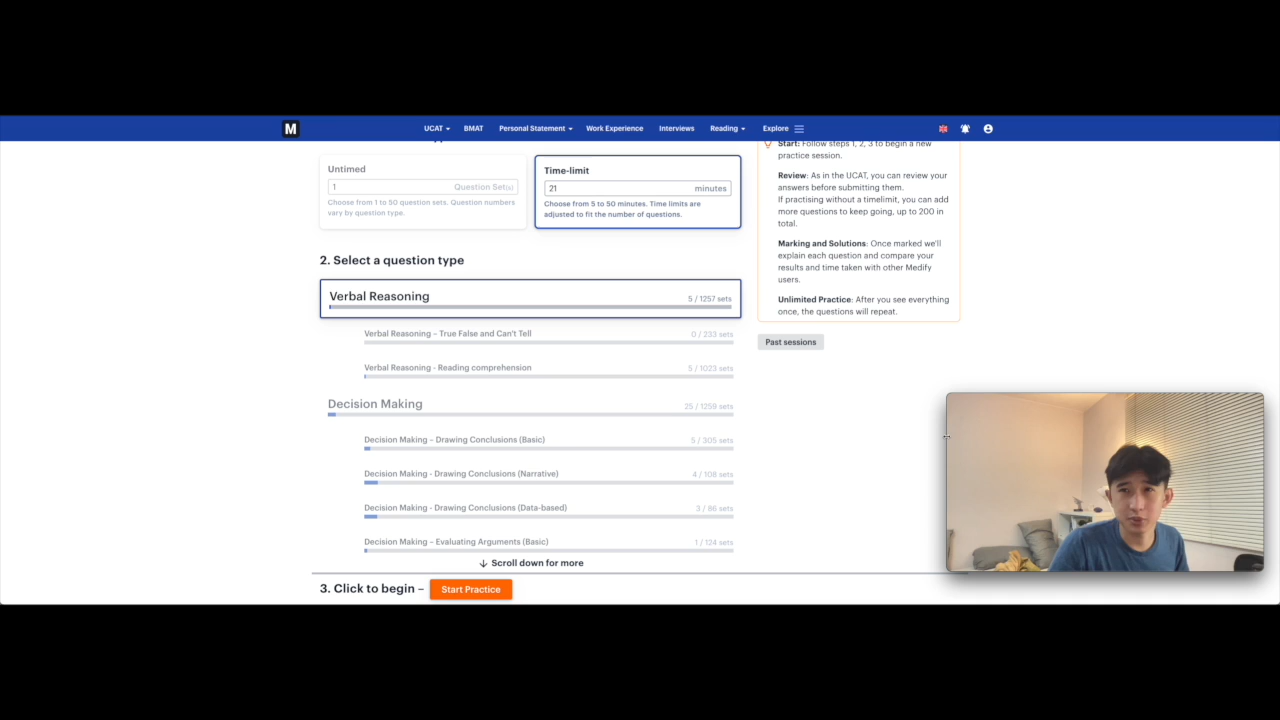 M
UCAT
BMAT
Personal Statement
Work Experience
Interviews
Reading
Explore
Untimed
1 Question Set(s)
Choose from 1 to 50 question sets. Question numbers
vary by question type.
Time-limit
21 minutes
Choose from 5 to 50 minutes. Time limits are
adjusted to fit the number of questions.
2. Select a question type
Verbal Reasoning 5 / 1257 sets
Verbal Reasoning – True False and Can't Tell 0 / 233 sets
Verbal Reasoning - Reading comprehension 5 / 1023 sets
Decision Making 25 / 1259 sets
Decision Making – Drawing Conclusions (Basic) 5 / 305 sets
Decision Making - Drawing Conclusions (Narrative) 4 / 108 sets
Decision Making - Drawing Conclusions (Data-based) 3 / 86 sets
Decision Making – Evaluating Arguments (Basic) 1 / 124 sets
↓ Scroll down for more
3. Click to begin – Start Practice
Start: Follow steps 1, 2, 3 to begin a new
practice session.
Review: As in the UCAT, you can review your
answers before submitting them.
If practising without a timelimit, you can add
more questions to keep going, up to 200 in
total.
Marking and Solutions: Once marked we'll
explain each question and compare your
results and time taken with other Medify
users.
Unlimited Practice: After you see everything
once, the questions will repeat.
Past sessions